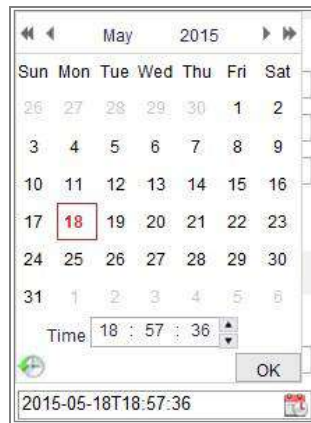 May 2015
Sun Mon Tue Wed Thu Fri Sat
26 27 28 29 30 1 2
3 4 5 6 7 8 9
10 11 12 13 14 15 16
17 18 19 20 21 22 23
24 25 26 27 28 29 30
31 1 2 3 4 5 6
Time 18 : 57 : 36
OK
2015-05-18T18:57:36